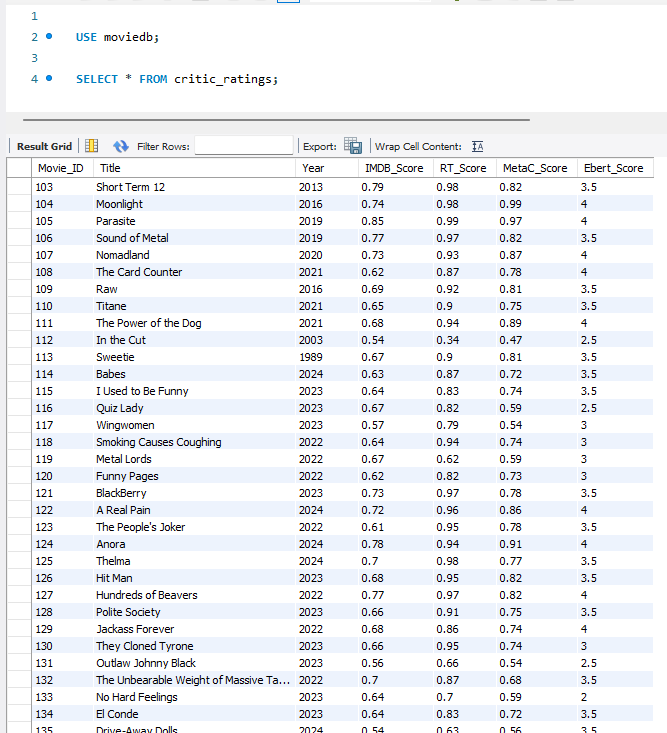 1
2 USE moviedb;
3
4 SELECT * FROM critic_ratings;
Result Grid Filter Rows: Export: Wrap Cell Content:
Movie_ID Title Year IMDB_Score RT_Score MetaC_Score Ebert_Score
103 Short Term 12 2013 0.79 0.98 0.82 3.5
104 Moonlight 2016 0.74 0.98 0.99 4
105 Parasite 2019 0.85 0.99 0.97 4
106 Sound of Metal 2019 0.77 0.97 0.82 3.5
107 Nomadland 2020 0.73 0.93 0.87 4
108 The Card Counter 2021 0.62 0.87 0.78 4
109 Raw 2016 0.69 0.92 0.81 3.5
110 Titane 2021 0.65 0.9 0.75 3.5
111 The Power of the Dog 2021 0.68 0.94 0.89 4
112 In the Cut 2003 0.54 0.34 0.47 2.5
113 Sweetie 1989 0.67 0.9 0.81 3.5
114 Babes 2024 0.63 0.87 0.72 3.5
115 I Used to Be Funny 2023 0.64 0.83 0.74 3.5
116 Quiz Lady 2023 0.67 0.82 0.59 2.5
117 Wingwomen 2023 0.57 0.79 0.54 3
118 Smoking Causes Coughing 2022 0.64 0.94 0.74 3
119 Metal Lords 2022 0.67 0.62 0.59 3
120 Funny Pages 2022 0.62 0.82 0.73 3
121 BlackBerry 2023 0.73 0.97 0.78 3.5
122 A Real Pain 2024 0.72 0.96 0.86 4
123 The People's Joker 2022 0.61 0.95 0.78 3.5
124 Anora 2024 0.78 0.94 0.91 4
125 Thelma 2024 0.7 0.98 0.77 3.5
126 Hit Man 2023 0.68 0.95 0.82 3.5
127 Hundreds of Beavers 2022 0.77 0.97 0.82 4
128 Polite Society 2023 0.66 0.91 0.75 3.5
129 Jackass Forever 2022 0.68 0.86 0.74 4
130 They Cloned Tyrone 2023 0.66 0.95 0.74 3
131 Outlaw Johnny Black 2023 0.56 0.66 0.54 2.5
132 The Unbearable Weight of Massive Ta... 2022 0.7 0.87 0.68 3.5
133 No Hard Feelings 2023 0.64 0.7 0.59 2
134 El Conde 2023 0.64 0.83 0.72 3.5
135 Drive-Away Dolls 2024 0.54 0.63 0.56 3.5